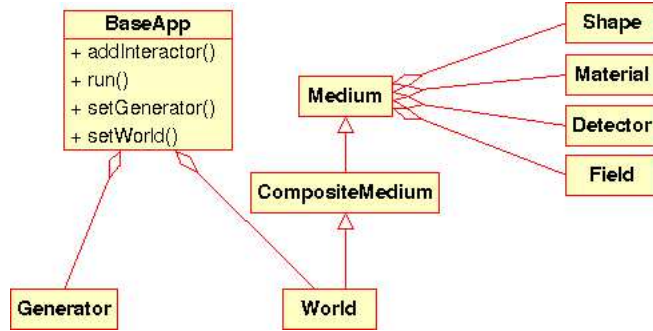 BaseApp
+ addInteractor()
+ run()
+ setGenerator()
+ setWorld()
Shape
Material
Medium
Detector
Field
CompositeMedium
Generator
World